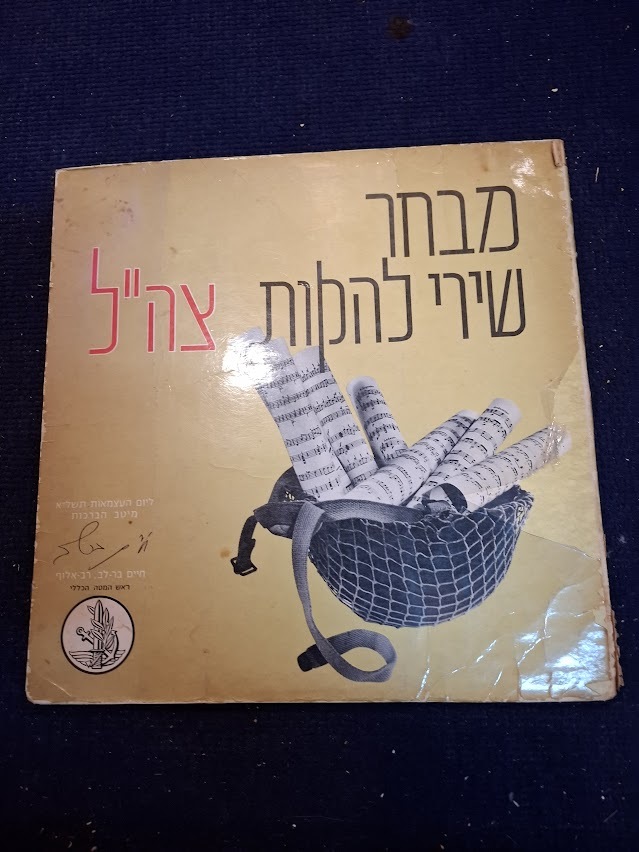 מבחר
שירי להקות צה"ל
ליום העצמאות תשל"א
מיטב הברכות
חיים בר-לב, רב-אלוף
ראש המטה הכללי